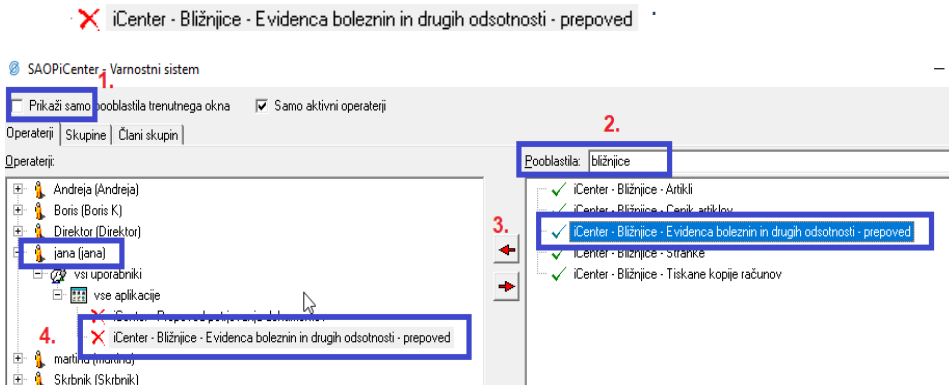 iCenter - Bližnjice - Evidenca boleznin in drugih odsotnosti - prepoved
SAOPiCenter - Varnostni sistem
1.
Prikaži samo pooblastila trenutnega okna
Samo aktivni operaterji
Operaterji
Skupine
Člani skupin
2.
Operaterji:
Pooblastila:
bližnjice
Andreja (Andreja)
Boris (Boris K)
Direktor (Direktor)
jana (jana)
vsi uporabniki
vse aplikacije
iCenter - Prepoved potrjevanja dokumentov
4.
iCenter - Bližnjice - Evidenca boleznin in drugih odsotnosti - prepoved
martina (martina)
Skrbnik (Skrbnik)
3.
iCenter - Bližnjice - Artikli
iCenter - Bližnjice - Cenik artiklov
iCenter - Bližnjice - Evidenca boleznin in drugih odsotnosti - prepoved
iCenter - Bližnjice - Stranke
iCenter - Bližnjice - Tiskane kopije računov